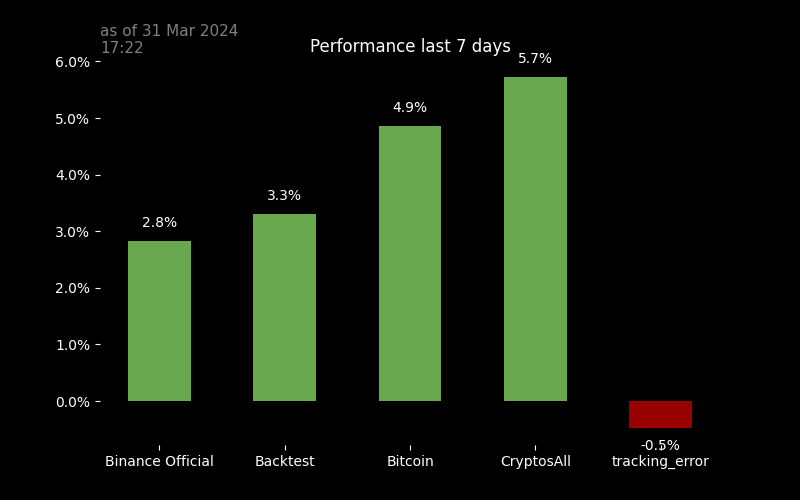 as of 31 Mar 2024
17:22
Performance last 7 days
6.0%
5.0%
4.0%
3.0%
2.0%
1.0%
0.0%
2.8%
3.3%
4.9%
5.7%
-0.5%
Binance Official
Backtest
Bitcoin
CryptosAll
tracking_error